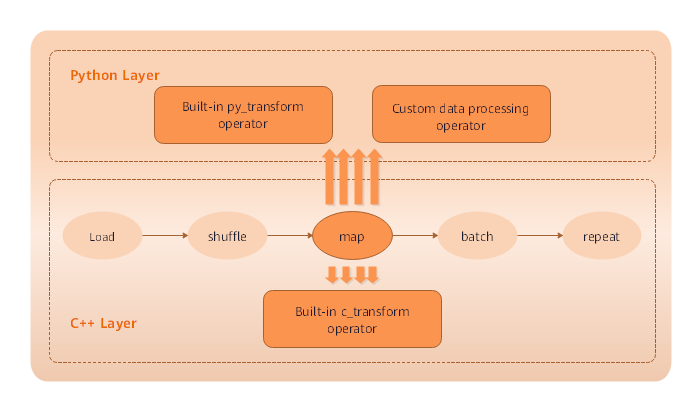 Python Layer
Built-in py_transform
operator
Custom data processing
operator
Load
shuffle
map
batch
repeat
Built-in c_transform
operator
C++ Layer